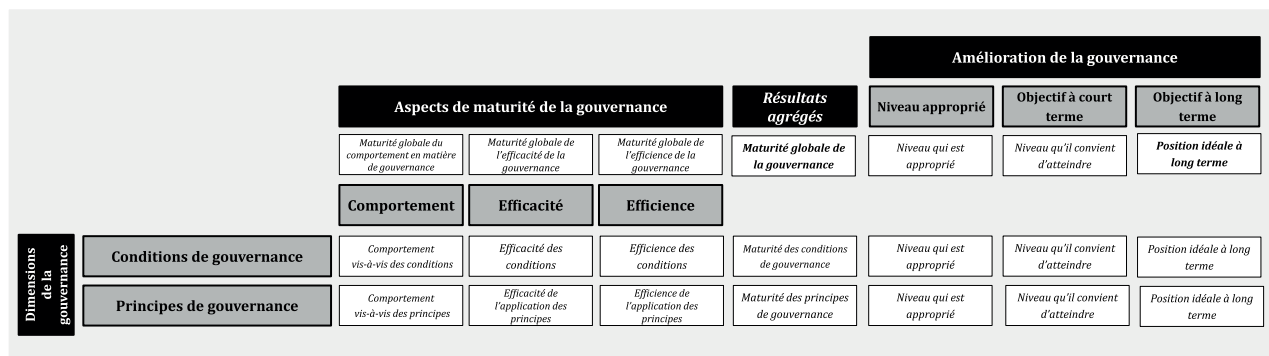 Amélioration de la gouvernance
Aspects de maturité de la gouvernance
Résultats
agrégés
Niveau approprié
Objectif à court
terme
Objectif à long
terme
Maturité globale du
comportement en matière
de gouvernance
Maturité globale de
l'efficacité de la
gouvernance
Maturité globale de
l'efficience de la
gouvernance
Maturité globale de
la gouvernance
Niveau qui est
approprié
Niveau qu'il convient
d'atteindre
Position idéale à
long terme
Comportement
Efficacité
Efficience
Dimensions
de la
gouvernance
Conditions de gouvernance
Comportement
vis-à-vis des conditions
Efficacité des
conditions
Efficience des
conditions
Maturité des conditions
de gouvernance
Niveau qui est
approprié
Niveau qu'il convient
d'atteindre
Position idéale à long
terme
Principes de gouvernance
Comportement
vis-à-vis des principes
Efficacité de
l'application des
principes
Efficience de
l'application des
principes
Maturité des principes
de gouvernance
Niveau qui est
approprié
Niveau qu'il convient
d'atteindre
Position idéale à long
terme